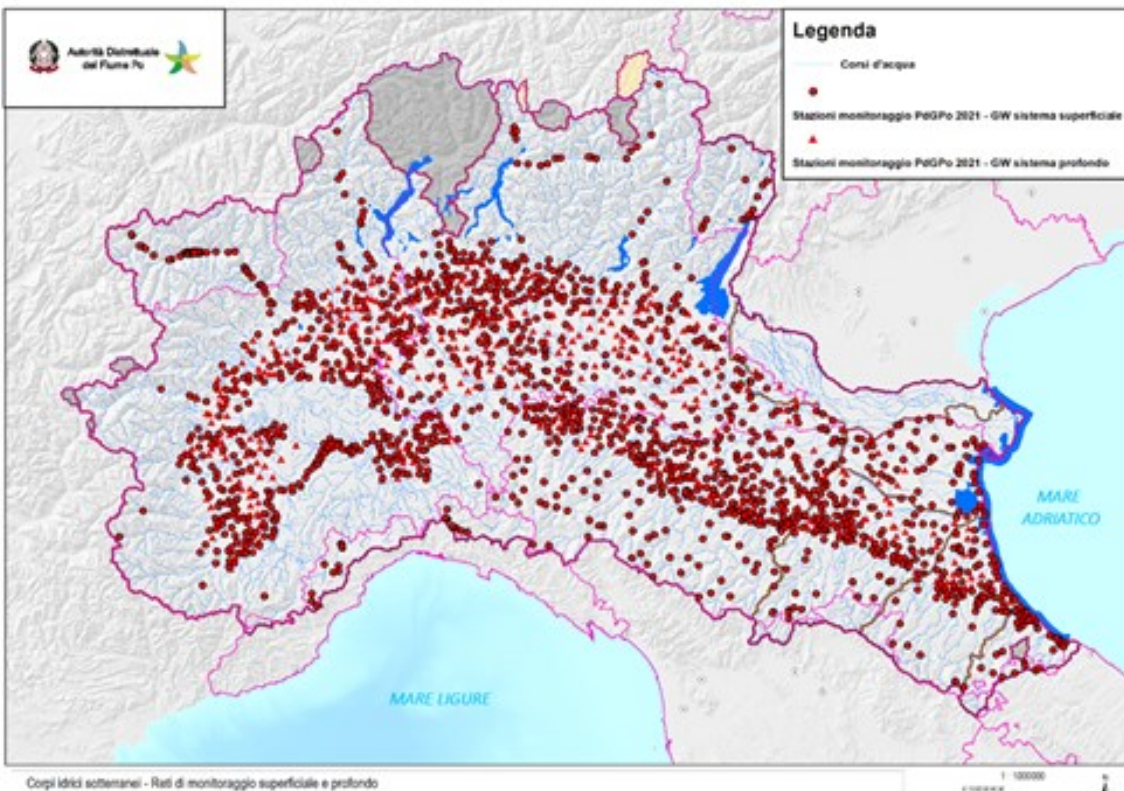 Autorità Distrettuale
del Fiume Po
Legenda
Corsi d'acqua
Stazioni monitoraggio PdGPo 2021 - GW sistema superficiale
Stazioni monitoraggio PdGPo 2021 - GW sistema profondo
MARE
ADRIATICO
MARE LIGURE
Corpi idrici sotterranei - Reti di monitoraggio superficiale e profondo
1 1000000